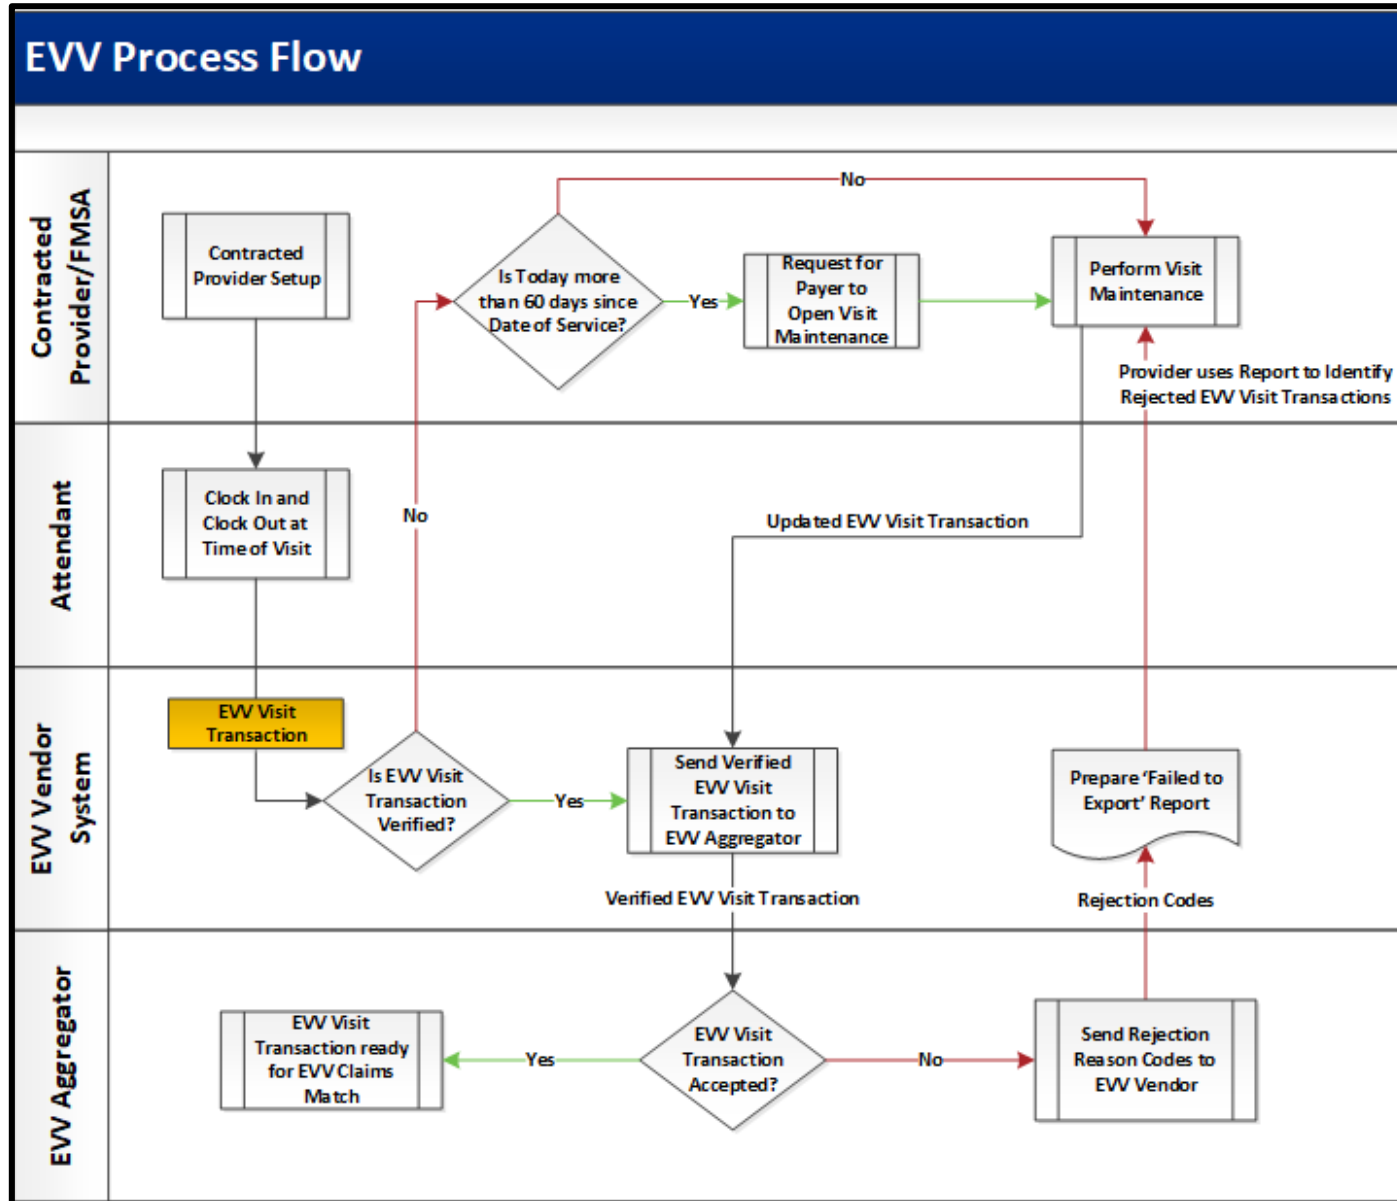 EVV Process Flow
Contracted
Provider/FMSA
Contracted
Provider Setup
Is Today more
than 60 days since
Date of Service?
Yes
No
Request for
Payer to
Open Visit
Maintenance
Perform Visit
Maintenance
Provider uses Report to Identify
Rejected EVV Visit Transactions
Attendant
Clock In and
Clock Out at
Time of Visit
No
Updated EVV Visit Transaction
EVV Vendor
System
EVV Visit
Transaction
Is EVV Visit
Transaction
Verified?
Yes
Send Verified
EVV Visit
Transaction to
EVV Aggregator
Prepare ‘Failed to
Export’ Report
Verified EVV Visit Transaction
Rejection Codes
EVV Aggregator
EVV Visit
Transaction ready
for EVV Claims
Match
Yes
EVV Visit
Transaction
Accepted?
No
Send Rejection
Reason Codes to
EVV Vendor